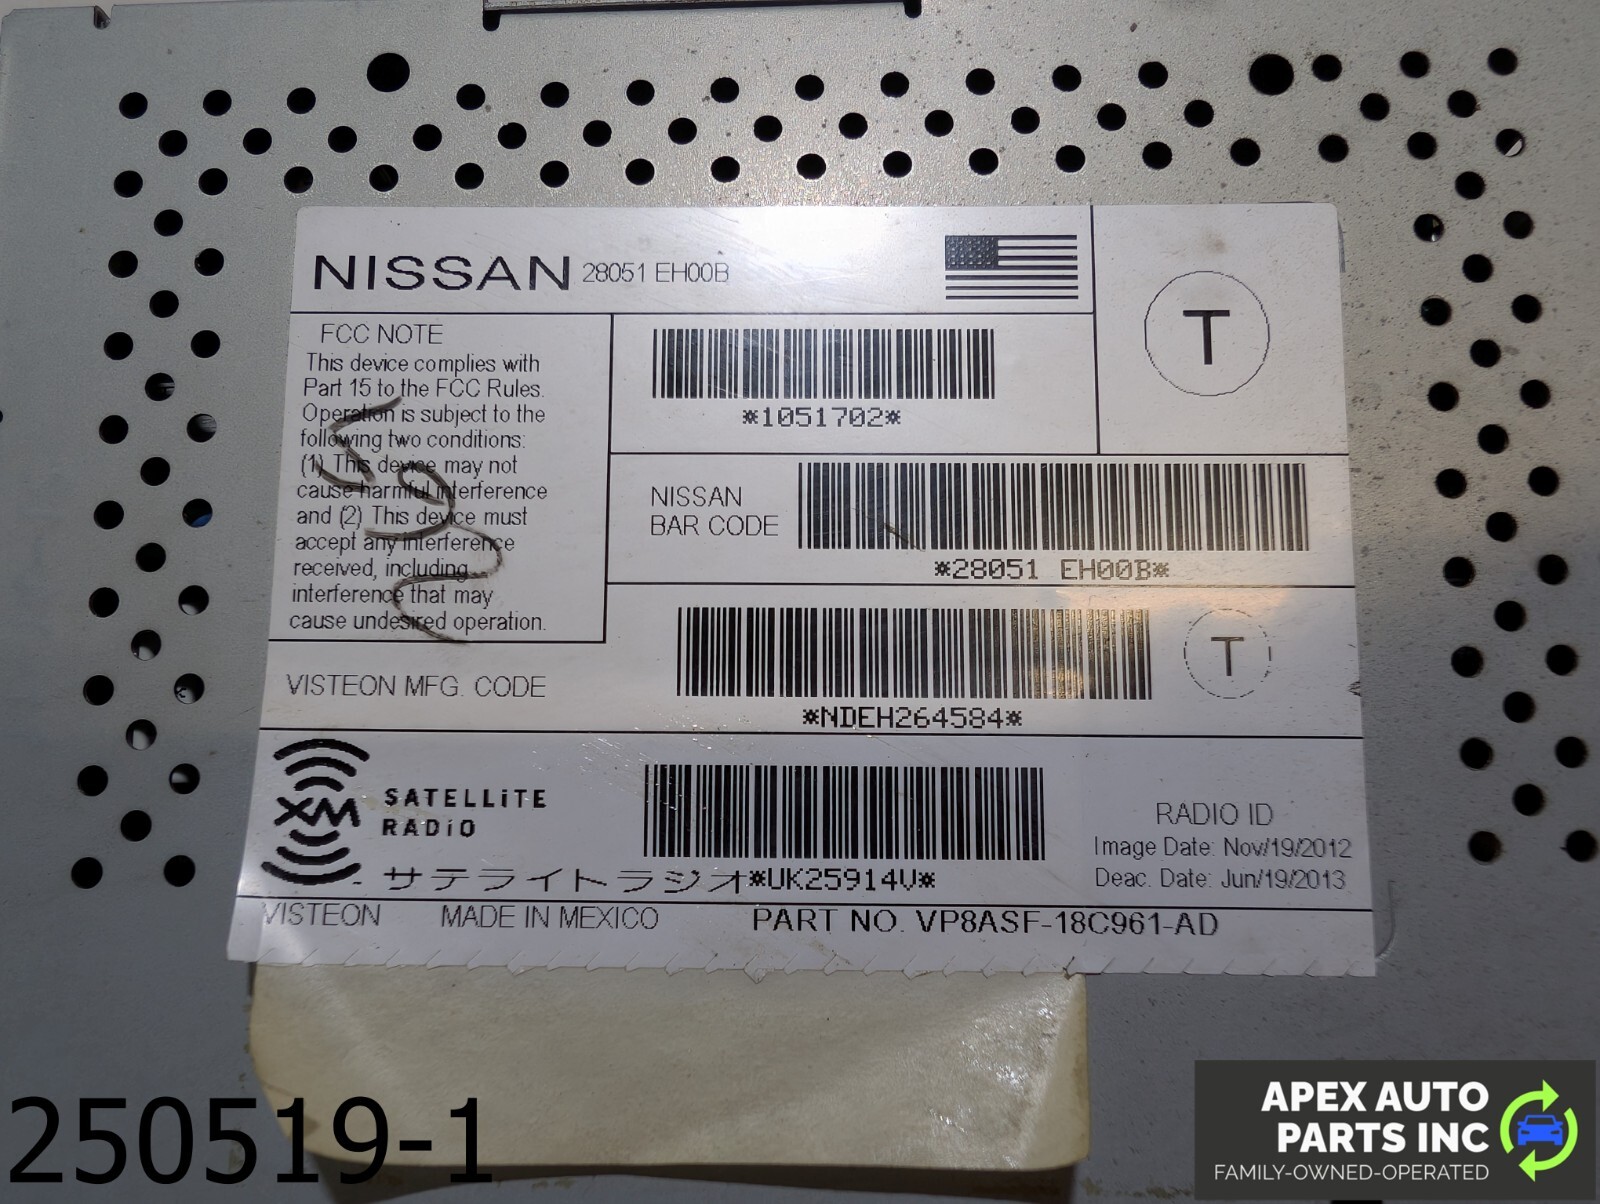 NISSAN 28051 EH00B
T
FCC NOTE
This device complies with
Part 15 to the FCC Rules.
Operation is subject to the
following two conditions:
(1) This device may not
cause harmful interference
and (2) This device must
accept any interference
received, including
interference that may
cause undesired operation.
*1051702*
NISSAN
BAR CODE
*28051 EH00B*
VISTEON MFG. CODE
*NDEH264584*
T
XM SATELLiTE
RADiO
サテライトラジオ*UK25914V*
RADIO ID
Image Date: Nov/19/2012
Deac. Date: Jun/19/2013
VISTEON MADE IN MEXICO PART NO. VP8ASF-18C961-AD
250519-1
APEX AUTO
PARTS INC
FAMILY-OWNED-OPERATED